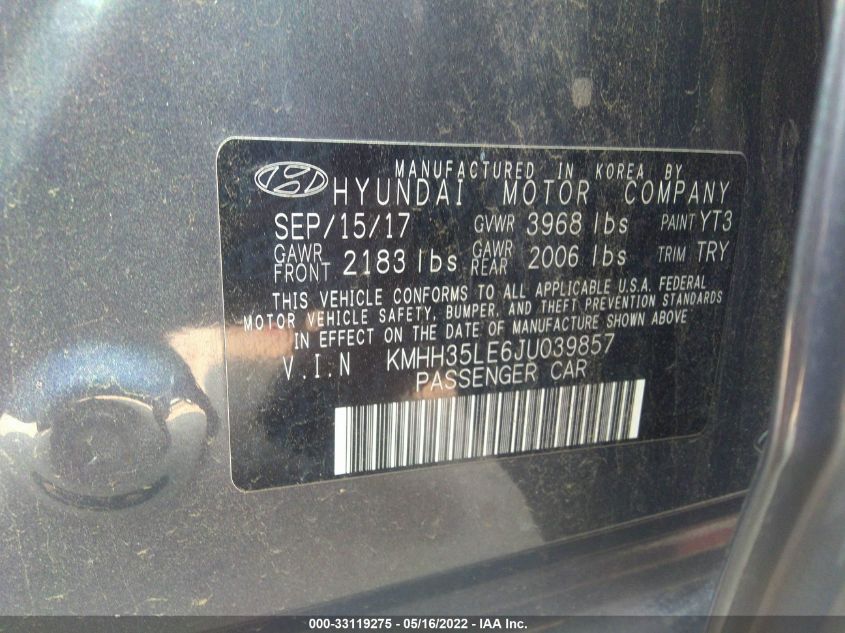 MANUFACTURED IN KOREA BY
HYUNDAI MOTOR COMPANY
SEP/15/17 GVWR 3968 lbs PAINT YT3
GAWR FRONT 2183 lbs GAWR REAR 2006 lbs TRIM TRY
THIS VEHICLE CONFORMS TO ALL APPLICABLE U.S.A. FEDERAL
MOTOR VEHICLE SAFETY, BUMPER, AND THEFT PREVENTION STANDARDS
IN EFFECT ON THE DATE OF MANUFACTURE SHOWN ABOVE
V.I.N KMHH35LE6JU039857
PASSENGER CAR
000-33119275 - 05/16/2022 - IAA Inc.